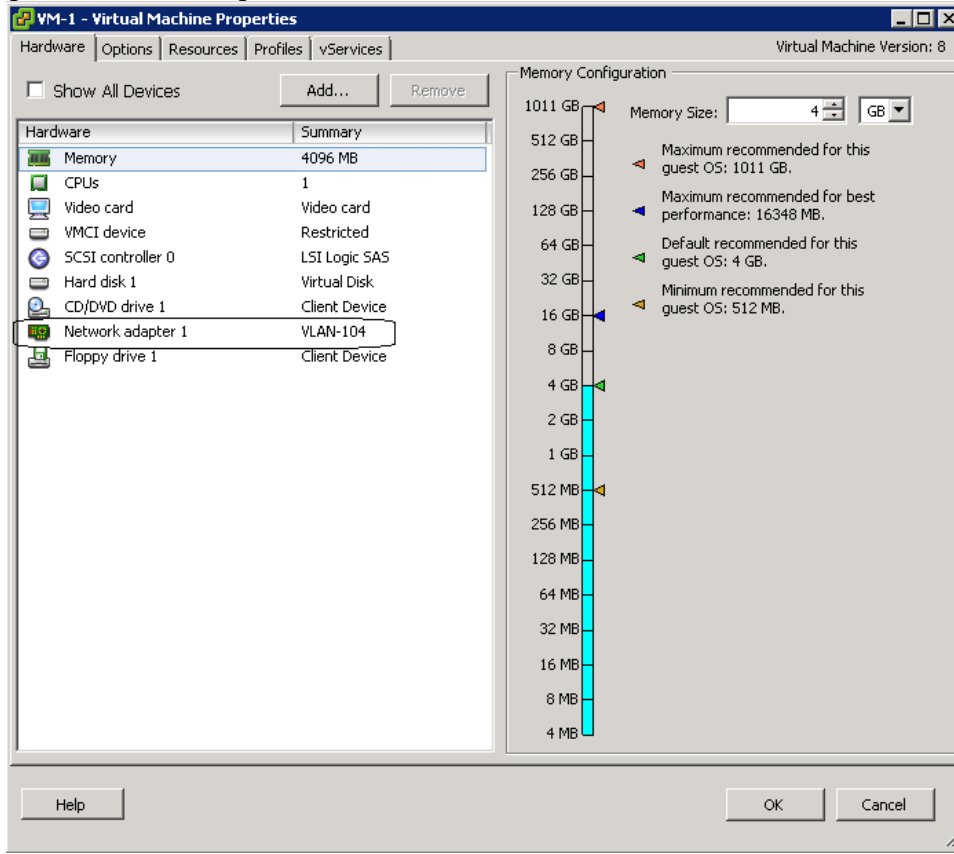 VM-1 - Virtual Machine Properties
Hardware Options Resources Profiles vServices Virtual Machine Version: 8
Show All Devices Add... Remove
Hardware Summary
Memory 4096 MB
CPUs 1
Video card Video card
VMCI device Restricted
SCSI controller 0 LSI Logic SAS
Hard disk 1 Virtual Disk
CD/DVD drive 1 Client Device
Network adapter 1 VLAN-104
Floppy drive 1 Client Device
Memory Configuration
Memory Size: 4 GB
1011 GB
512 GB
256 GB
128 GB
64 GB
32 GB
16 GB
8 GB
4 GB
2 GB
1 GB
512 MB
256 MB
128 MB
64 MB
32 MB
16 MB
8 MB
4 MB
Maximum recommended for this
guest OS: 1011 GB.
Maximum recommended for best
performance: 16348 MB.
Default recommended for this
guest OS: 4 GB.
Minimum recommended for this
guest OS: 512 MB.
Help OK Cancel